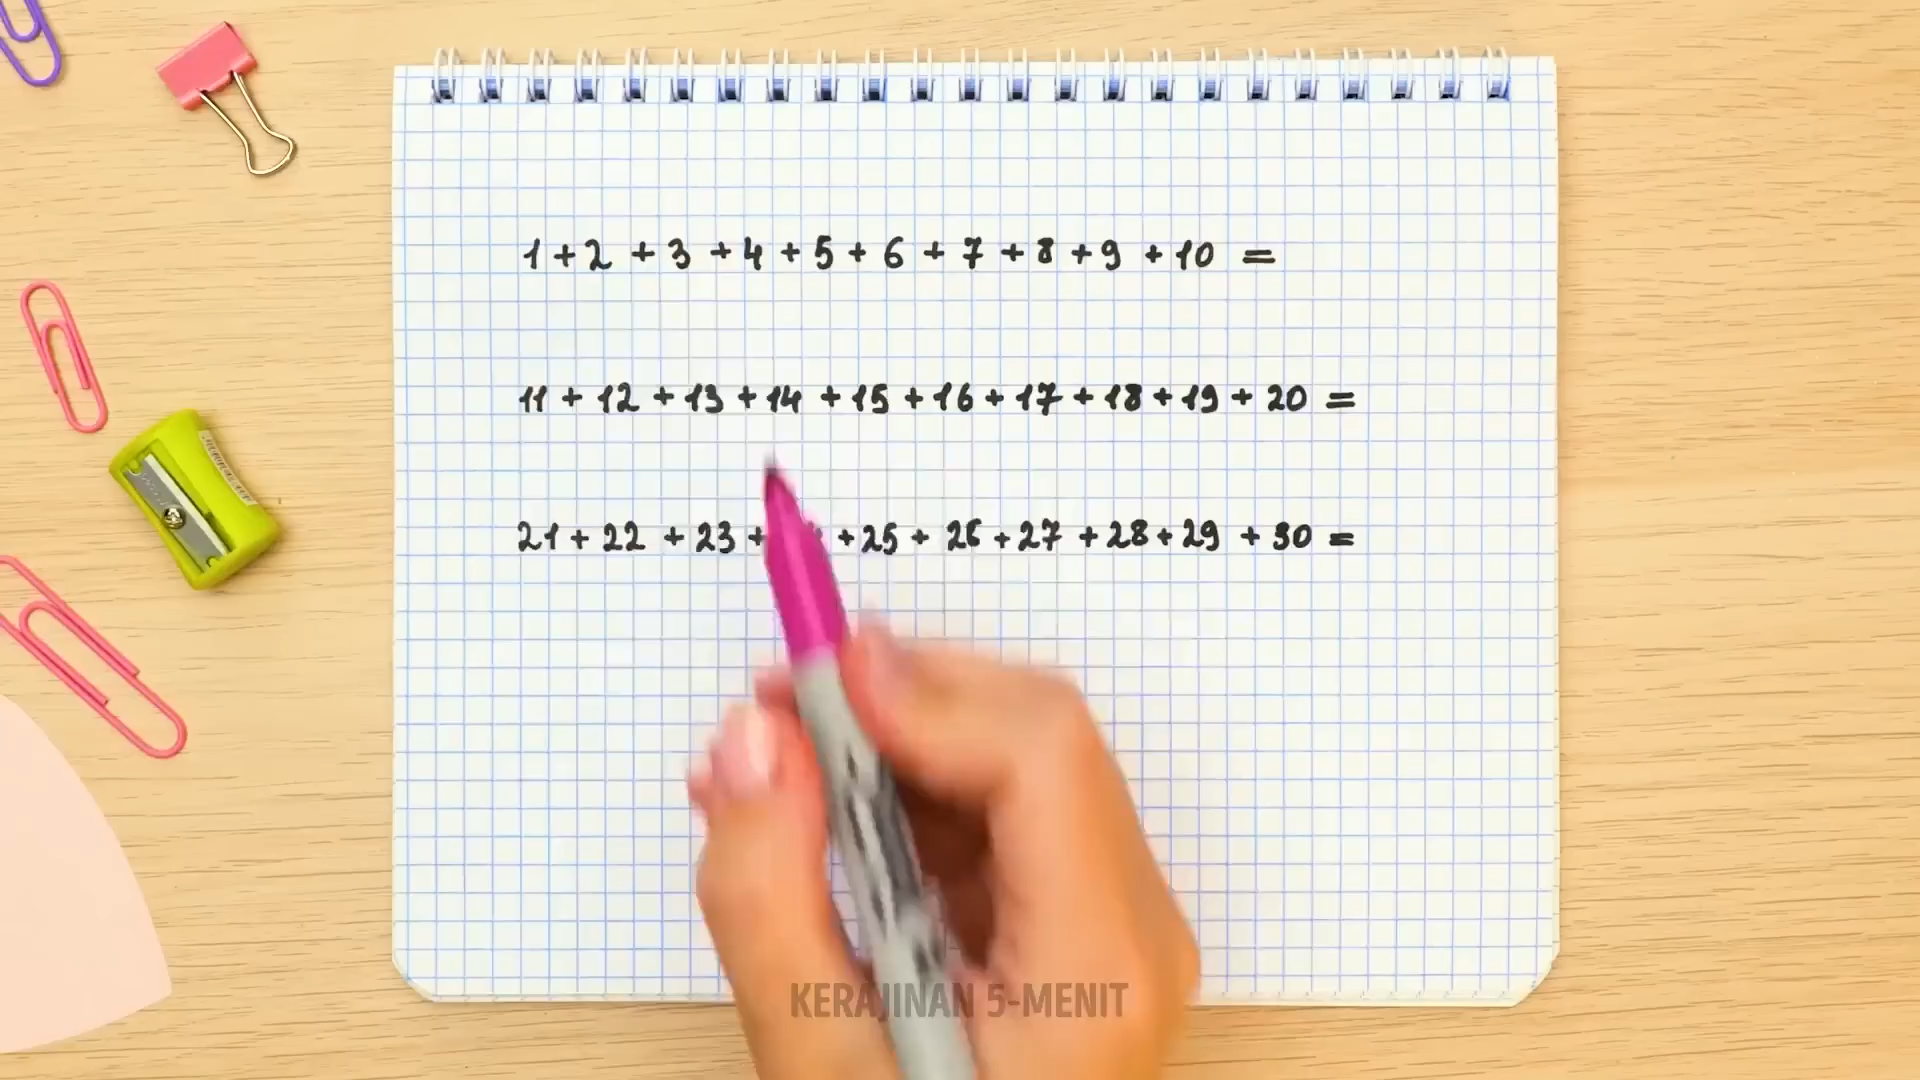 1 + 2 + 3 + 4 + 5 + 6 + 7 + 8 + 9 + 10 =
11 + 12 + 13 + 14 + 15 + 16 + 17 + 18 + 19 + 20 =
21 + 22 + 23 + + 25 + 26 + 27 + 28 + 29 + 30 =
KERAJINAN 5-MENIT